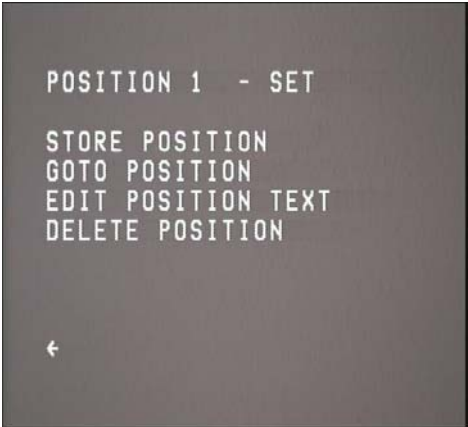 POSITION 1 - SET
STORE POSITION
GOTO POSITION
EDIT POSITION TEXT
DELETE POSITION
←